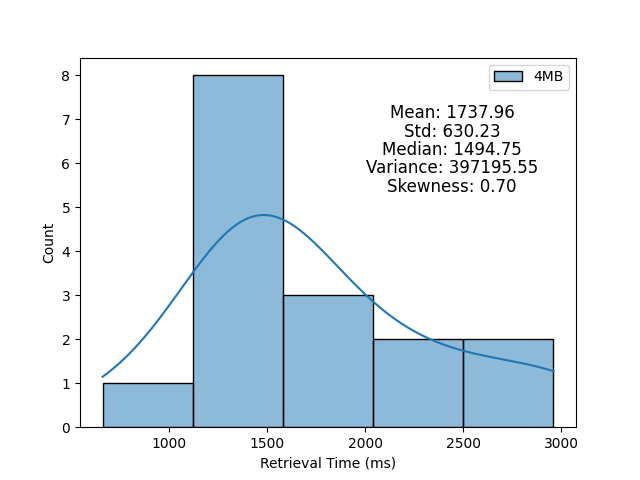 4MB
Mean: 1737.96
Std: 630.23
Median: 1494.75
Variance: 397195.55
Skewness: 0.70
Count
8
7
6
5
4
3
2
1
0
1000 1500 2000 2500 3000
Retrieval Time (ms)